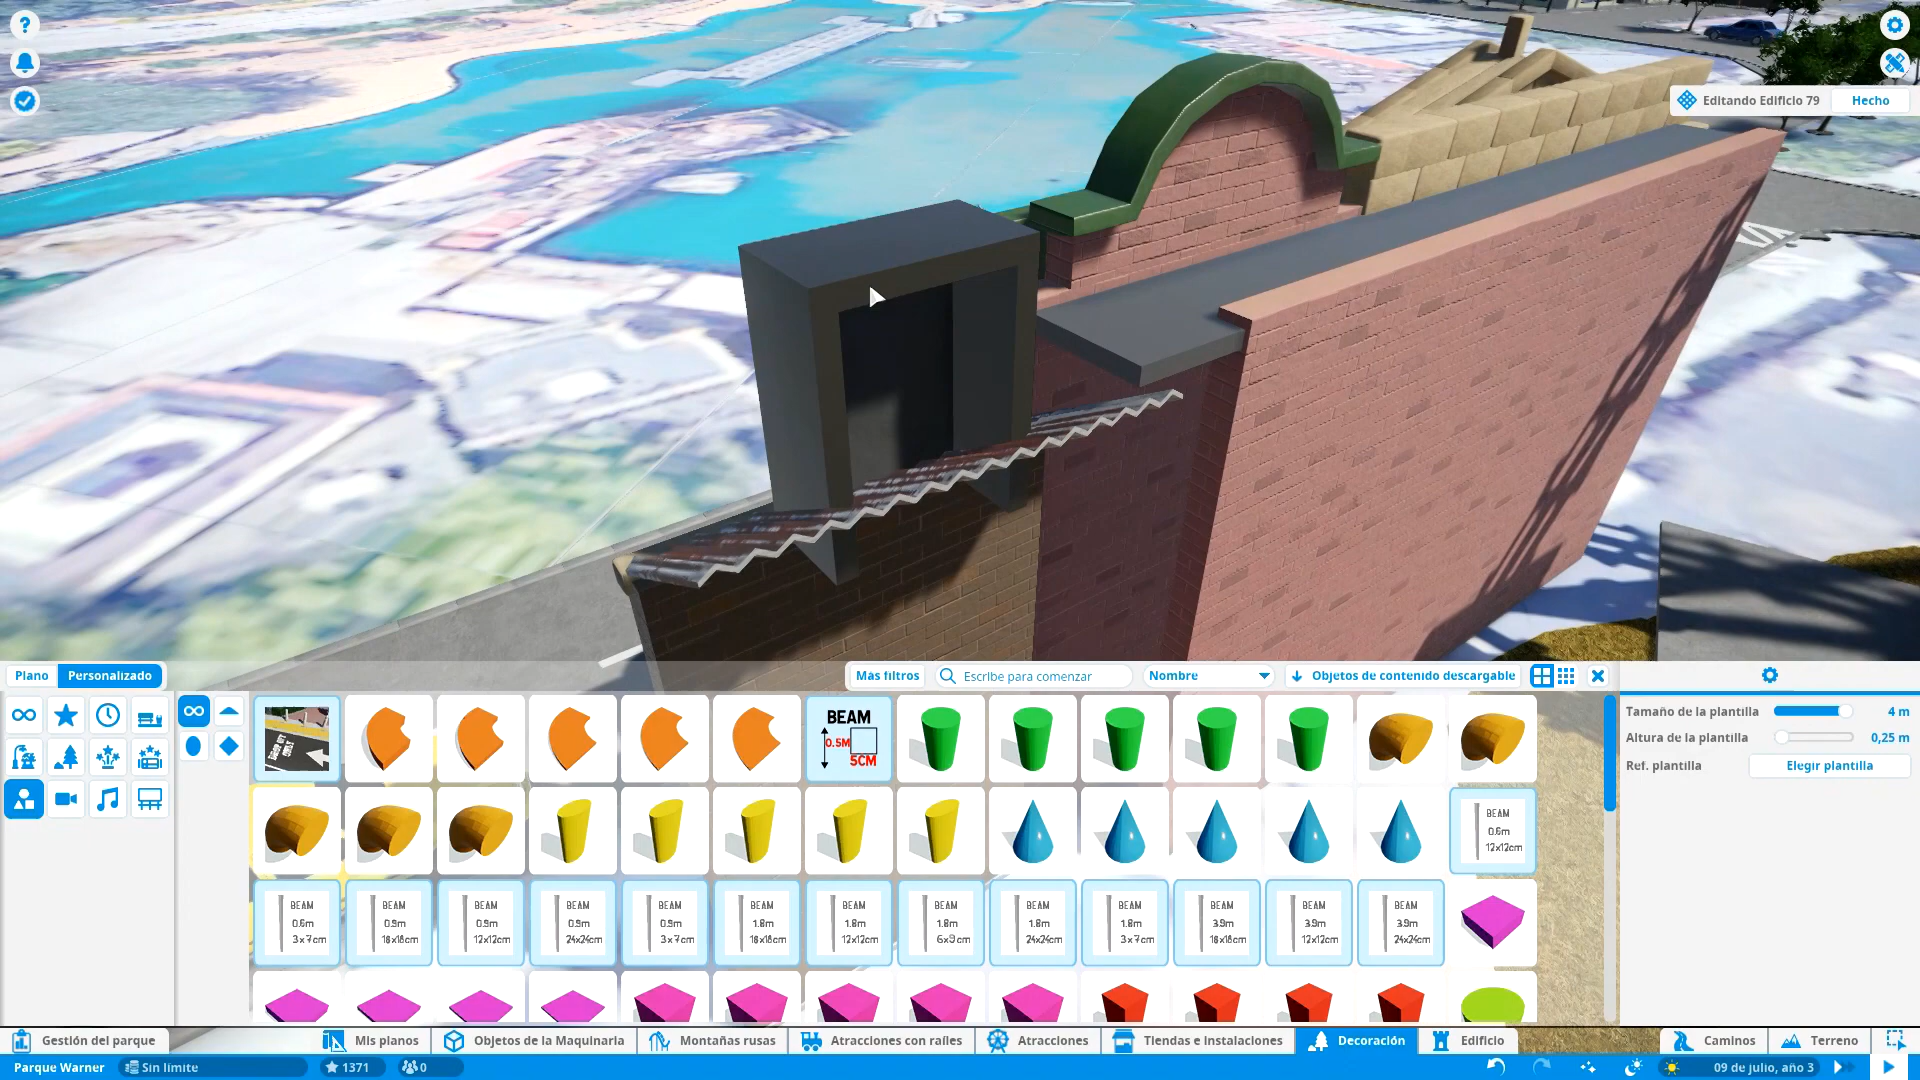 Editando Edificio 79
Hecho
Plano
Personalizado
Más filtros
Escribe para comenzar
Nombre
Objetos de contenido descargable
Tamaño de la plantilla
4 m
Altura de la plantilla
0,25 m
Ref. plantilla
Elegir plantilla
BEAM
0.5M
5CM
BEAM
0.6m
12x12cm
BEAM
0.6m
3x7cm
BEAM
0.9m
18x18cm
BEAM
0.9m
12x12cm
BEAM
0.9m
24x24cm
BEAM
0.9m
3x7cm
BEAM
1.8m
18x18cm
BEAM
1.8m
12x12cm
BEAM
1.8m
6x9cm
BEAM
1.8m
24x24cm
BEAM
1.8m
3x7cm
BEAM
3.9m
18x18cm
BEAM
3.9m
12x12cm
BEAM
3.9m
24x24cm
Gestión del parque
Mis planos
Objetos de la Maquinaria
Montañas rusas
Atracciones con raíles
Atracciones
Tiendas e Instalaciones
Decoración
Edificio
Caminos
Terreno
Parque Warner
Sin límite
1371
0
09 de julio, año 3